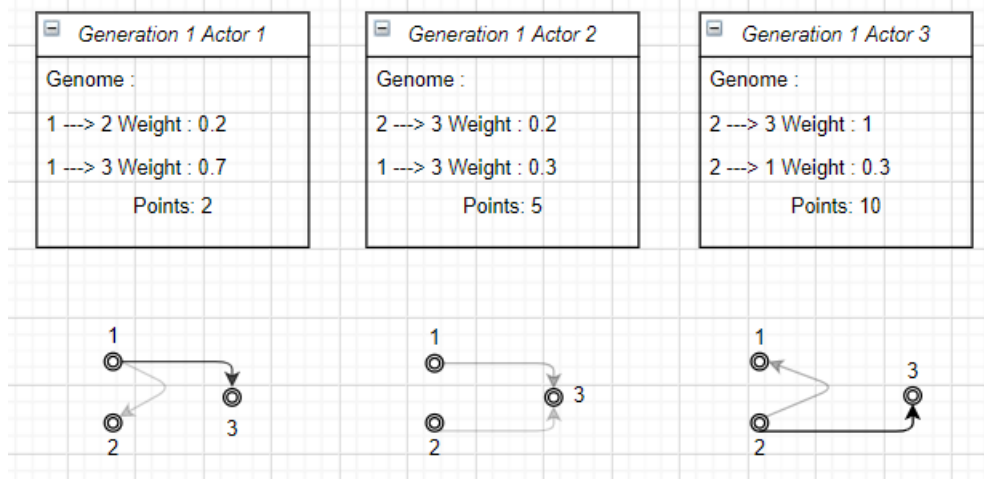 Generation 1 Actor 1
Genome :
1 ---> 2 Weight : 0.2
1 ---> 3 Weight : 0.7
Points: 2
Generation 1 Actor 2
Genome :
2 ---> 3 Weight : 0.2
1 ---> 3 Weight : 0.3
Points: 5
Generation 1 Actor 3
Genome :
2 ---> 3 Weight : 1
2 ---> 1 Weight : 0.3
Points: 10
1
3
2
1
3
2
1
3
2